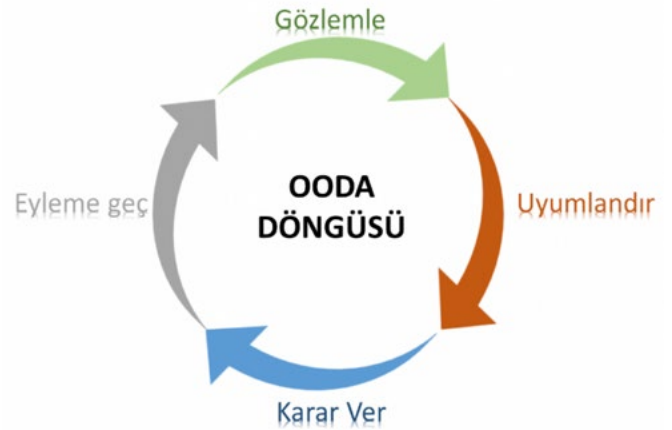 Gözlemle
Uyumlandır
Karar Ver
Eyleme geç
OODA
DÖNGÜSÜ